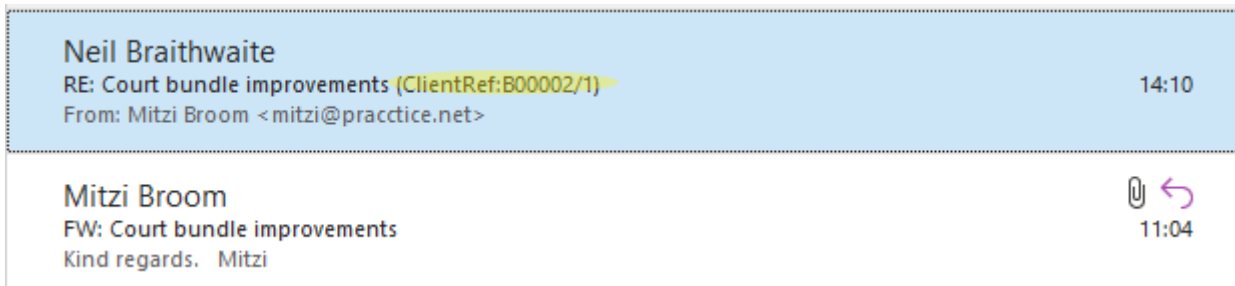 Neil Braithwaite
RE: Court bundle improvements (ClientRef:B00002/1)
14:10
From: Mitzi Broom <mitzi@pracctice.net>
Mitzi Broom
FW: Court bundle improvements
11:04
Kind regards. Mitzi